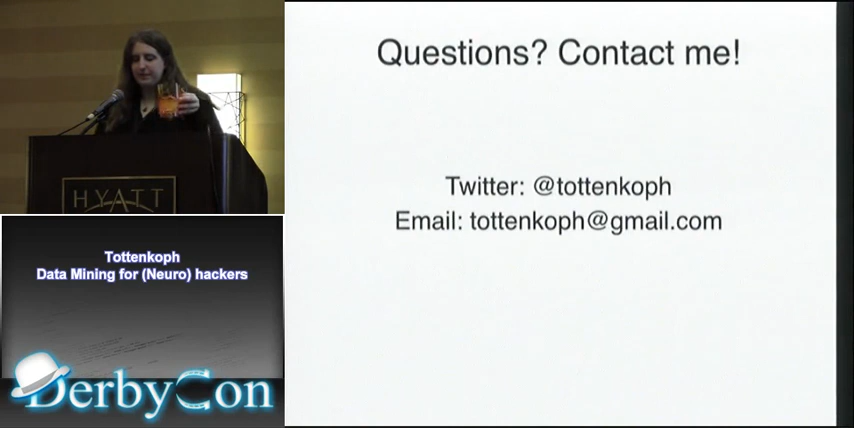 HYATT
Tottenkoph
Data Mining for (Neuro) hackers
DerbyCon
Questions? Contact me!
Twitter: @tottenkoph
Email: tottenkoph@gmail.com